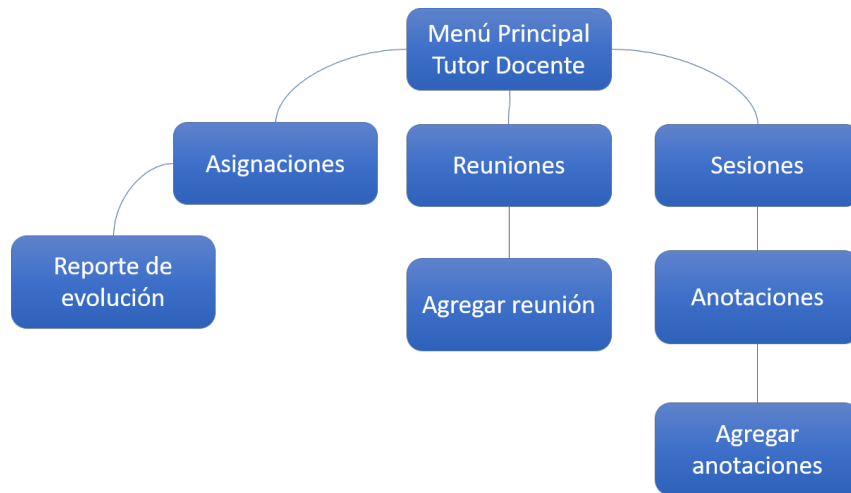 Menú Principal
Tutor Docente
Asignaciones
Reuniones
Sesiones
Reporte de
evolución
Agregar reunión
Anotaciones
Agregar
anotaciones